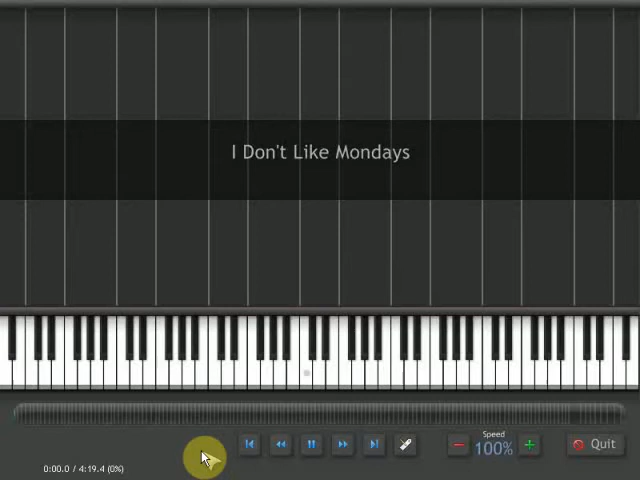 I Don't Like Mondays
Speed
100%
Quit
0:00.0 / 4:19.4 (0%)